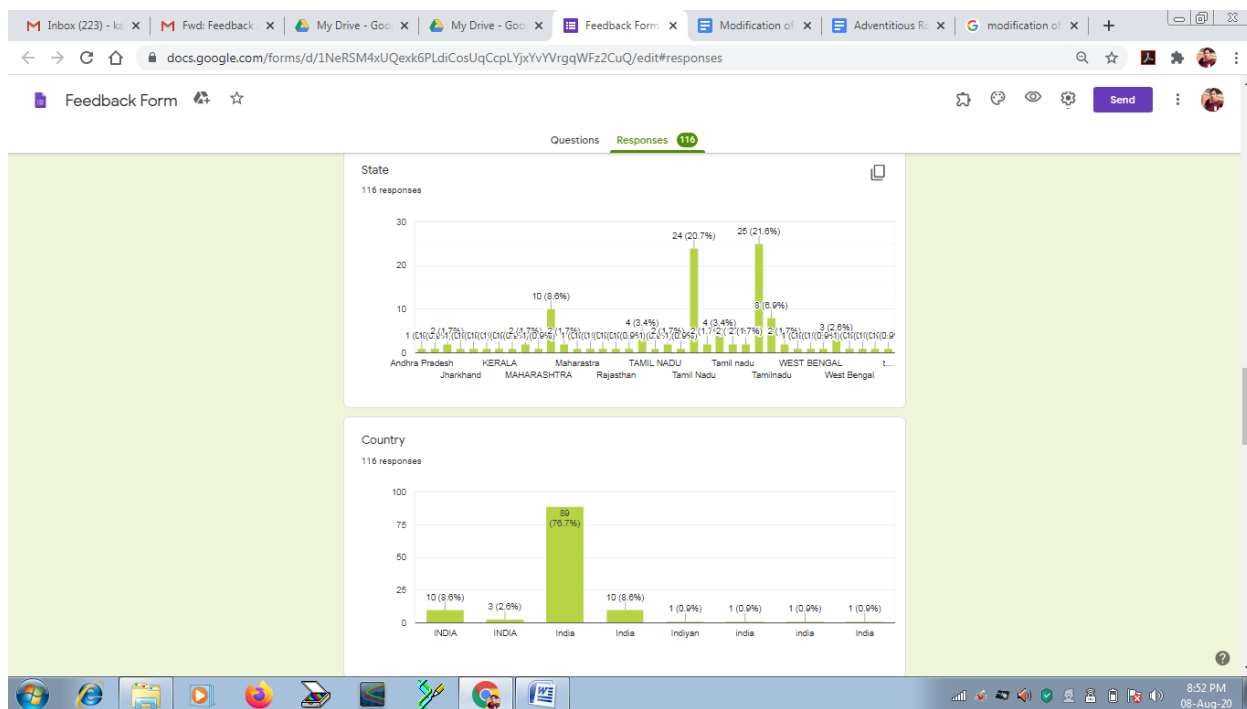 Inbox (223) - ka
Fwd: Feedback
My Drive - Goo
My Drive - Goo
Feedback Form
Modification of
Adventitious Ro
modification of
docs.google.com/forms/d/1NeRSM4xUQexk6PLdiCosUqCcpLYjxYvYVrgqWFz2CuQ/edit#responses
Feedback Form
Send
Questions Responses 116
State
116 responses
30
24 (20.7%) 25 (21.6%)
20
10 (8.6%)
10
8 (6.9%)
4 (3.4%) 4 (3.4%) 3 (2.6%)
2 (1.7%)
0
Andhra Pradesh KERALA Maharastra TAMIL NADU Tamil nadu WEST BENGAL t...
Jharkhand MAHARASHTRA Rajasthan Tamil Nadu Tamilnadu West Bengal
Country
116 responses
100
89
75 (76.7%)
50
25
10 (8.6%) 3 (2.6%) 10 (8.6%) 1 (0.9%) 1 (0.9%) 1 (0.9%) 1 (0.9%)
0
INDIA INDIA India India Indiyan india india India
8:52 PM
08-Aug-20